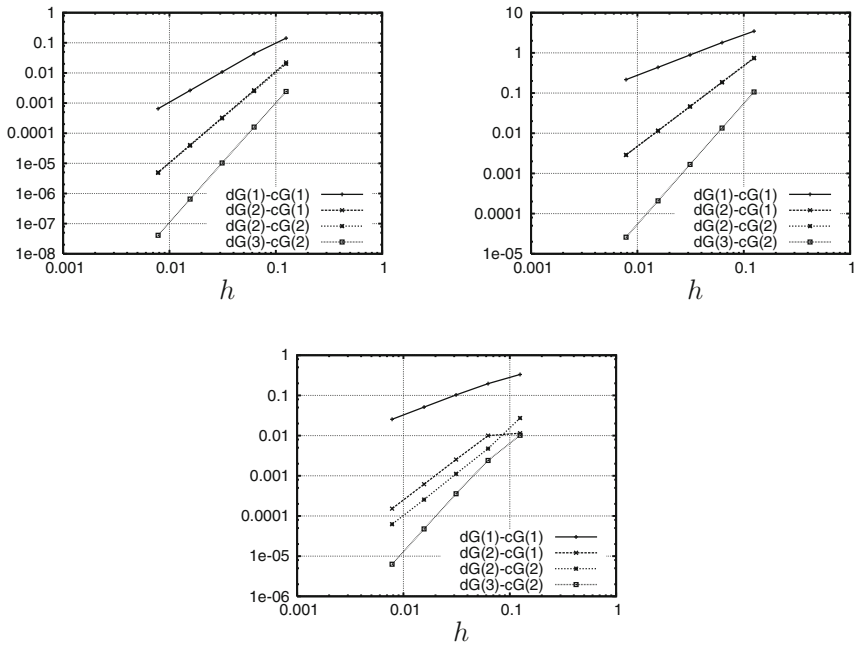 1
0.1
0.01
0.001
0.0001
1e-05
1e-06
1e-07
1e-08
dG(1)-cG(1)
dG(2)-cG(1)
dG(2)-cG(2)
dG(3)-cG(2)
0.001 0.01 0.1 1
h
10
1
0.1
0.01
0.001
0.0001
1e-05
dG(1)-cG(1)
dG(2)-cG(1)
dG(2)-cG(2)
dG(3)-cG(2)
0.001 0.01 0.1 1
h
1
0.1
0.01
0.001
0.0001
1e-05
1e-06
dG(1)-cG(1)
dG(2)-cG(1)
dG(2)-cG(2)
dG(3)-cG(2)
0.001 0.01 0.1 1
h